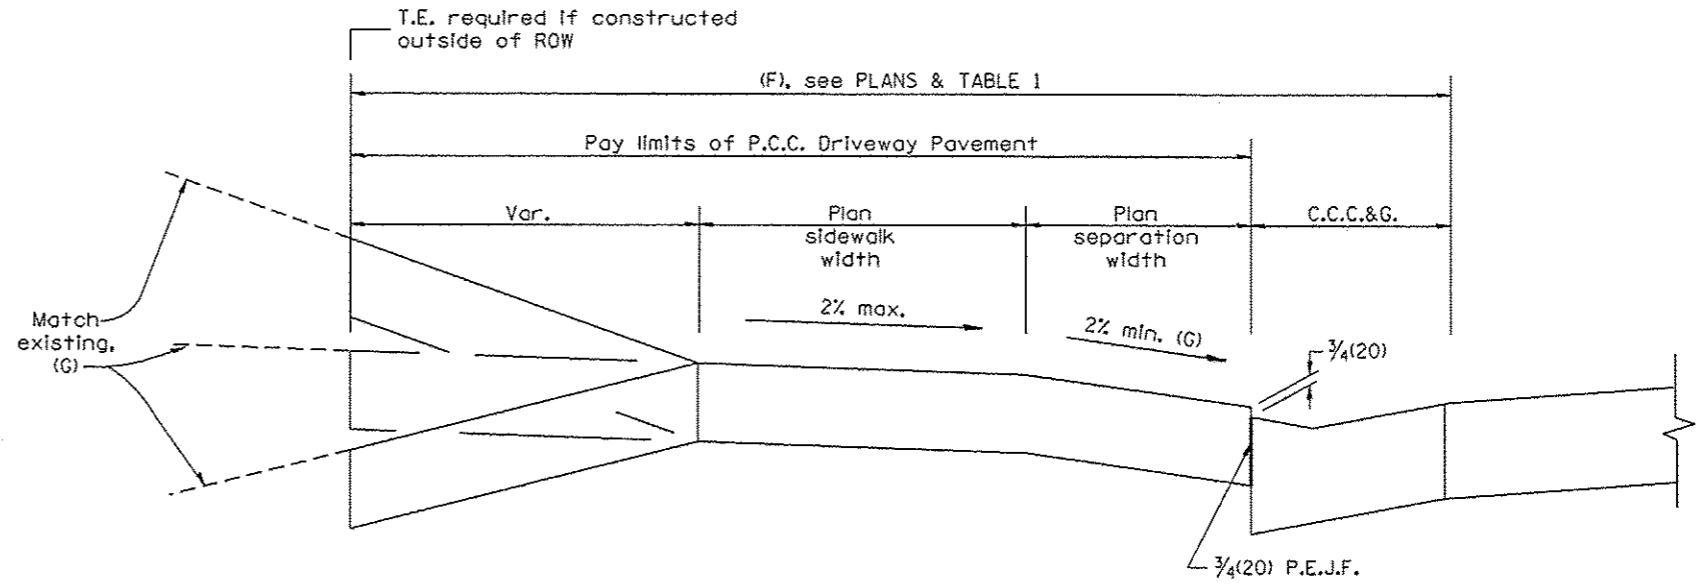 T.E. required if constructed
outside of ROW
(F), see PLANS & TABLE 1
Pay limits of P.C.C. Driveway Pavement
Var.
Plan
sidewalk
width
Plan
separation
width
C.C.C.&G.
2% max.
2% min. (G)
Match
existing.
(G)
¾(20)
¾(20) P.E.J.F.